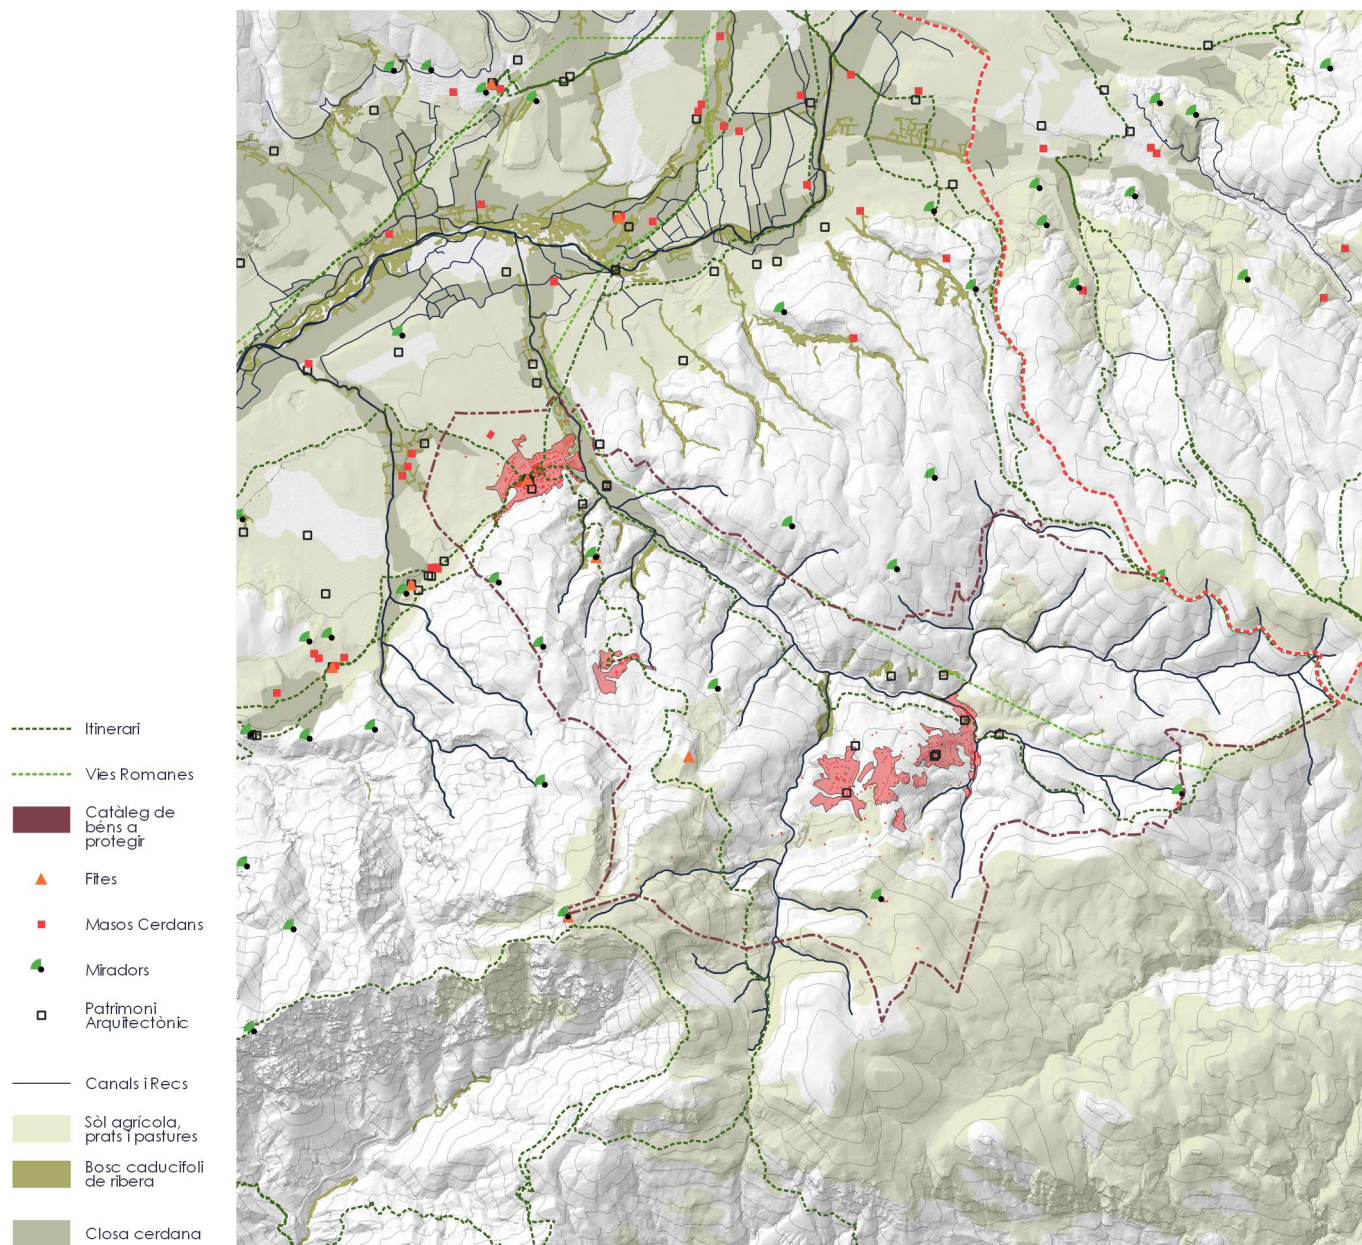 Itinerari
Vies Romanes
Catàleg de
béns a
protegir
Fites
Masos Cerdans
Miradors
Patrimoni
Arquitectònic
Canals i Recs
Sòl agrícola,
prats i pastures
Bosc caducifoli
de ribera
Closa cerdana